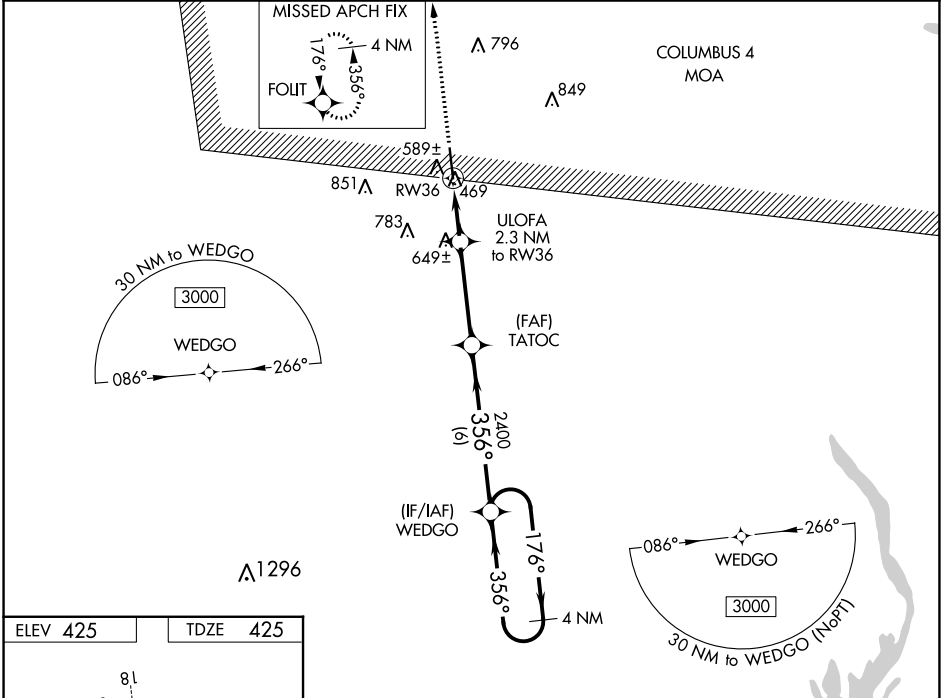 MISSED APCH FIX
4 NM
176°
356°
FOLIT
796
COLUMBUS 4
MOA
849
589±
851
RW36
469
783
649±
ULOFA
2.3 NM
to RW36
30 NM to WEDGO
3000
WEDGO
086°
266°
(FAF)
TATOC
2400
356°
(6)
(IF/IAF)
WEDGO
176°
356°
4 NM
1296
086°
266°
WEDGO
3000
30 NM to WEDGO (NoPT)
ELEV 425
TDZE 425
18